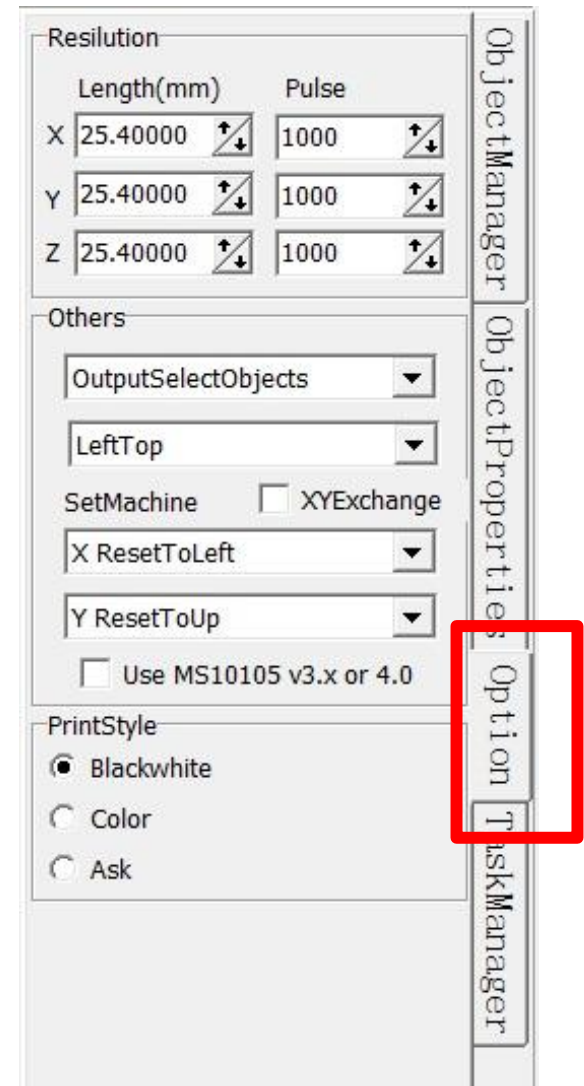 Resilution
Length(mm) Pulse
X 25.40000 1000
Y 25.40000 1000
Z 25.40000 1000
Others
OutputSelectObjects
LeftTop
SetMachine XYExchange
X ResetToLeft
Y ResetToUp
Use MS10105 v3.x or 4.0
PrintStyle
Blackwhite
Color
Ask
ObjectManager
ObjectProperties
Option
TaskManager